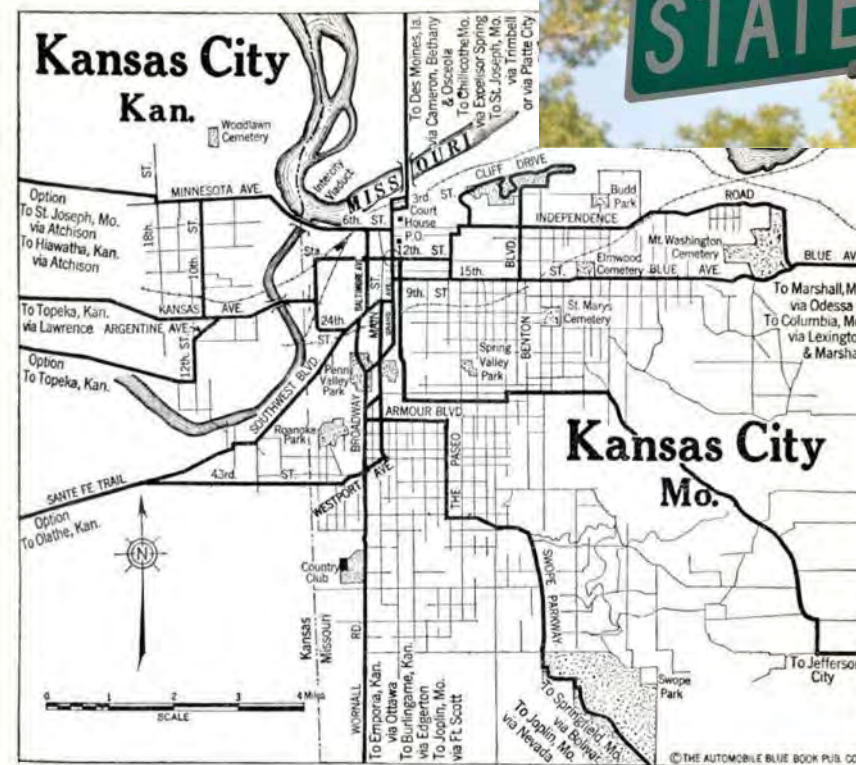 STATE
Kansas City
Kan.
Woodlawn
Cemetery
To Des Moines, Ia.
via Cameron, Bethany
& Osceola
To Chillicothe Mo.
via Excelsior Spring
To St. Joseph, Mo.
via Trimbell
or via Platte City
Intercity
Viaduct
MISSOURI
CLIFF DRIVE
Budd
Park
ST.
MINNESOTA AVE.
Option
To St. Joseph, Mo.
via Atchison
To Hiawatha, Kan.
via Atchison
18th.
10th.
ST.
6th. ST.
3rd. ST.
Court
House
P.O.
12th. ST.
INDEPENDENCE
ROAD
Mt. Washington
Cemetery
Sta.
15th. ST.
BLVD.
Elmwood
Cemetery
BLUE AVE.
BLUE AV
KANSAS AVE.
To Topeka, Kan.
via Lawrence
ARGENTINE AVE.
12th. ST.
24th.
ST.
BALTIMORE AVE.
MAIN
ST.
GRAND
9th. ST
BENTON
St. Marys
Cemetery
To Marshall, M
via Odessa
To Columbia, Mo
via Lexingto
& Marsha
Option
To Topeka, Kan.
SOUTHWEST BLVD.
Penn
Valley
Park
Spring
Valley
Park
Roanoke
Park
BROADWAY
ARMOUR BLVD.
THE PASEO
Kansas City
Mo.
SANTE FE TRAIL
43rd. ST.
WESTPORT AVE.
Option
To Olathe, Kan.
N
Country
Club
Kansas
Missouri
WORNALL RD.
SWOPE PARKWAY
Swope
Park
To Jefferson
City
0 1 2 3 4 Miles
SCALE
To Emporia, Kan.
via Ottawa
To Burlingame, Kan.
via Edgerton
To Joplin, Mo.
via Ft. Scott
To Springfield Mo.
via Bolivar
To Joplin, Mo.
via Nevada
© THE AUTOMOBILE BLUE BOOK PUB. CO